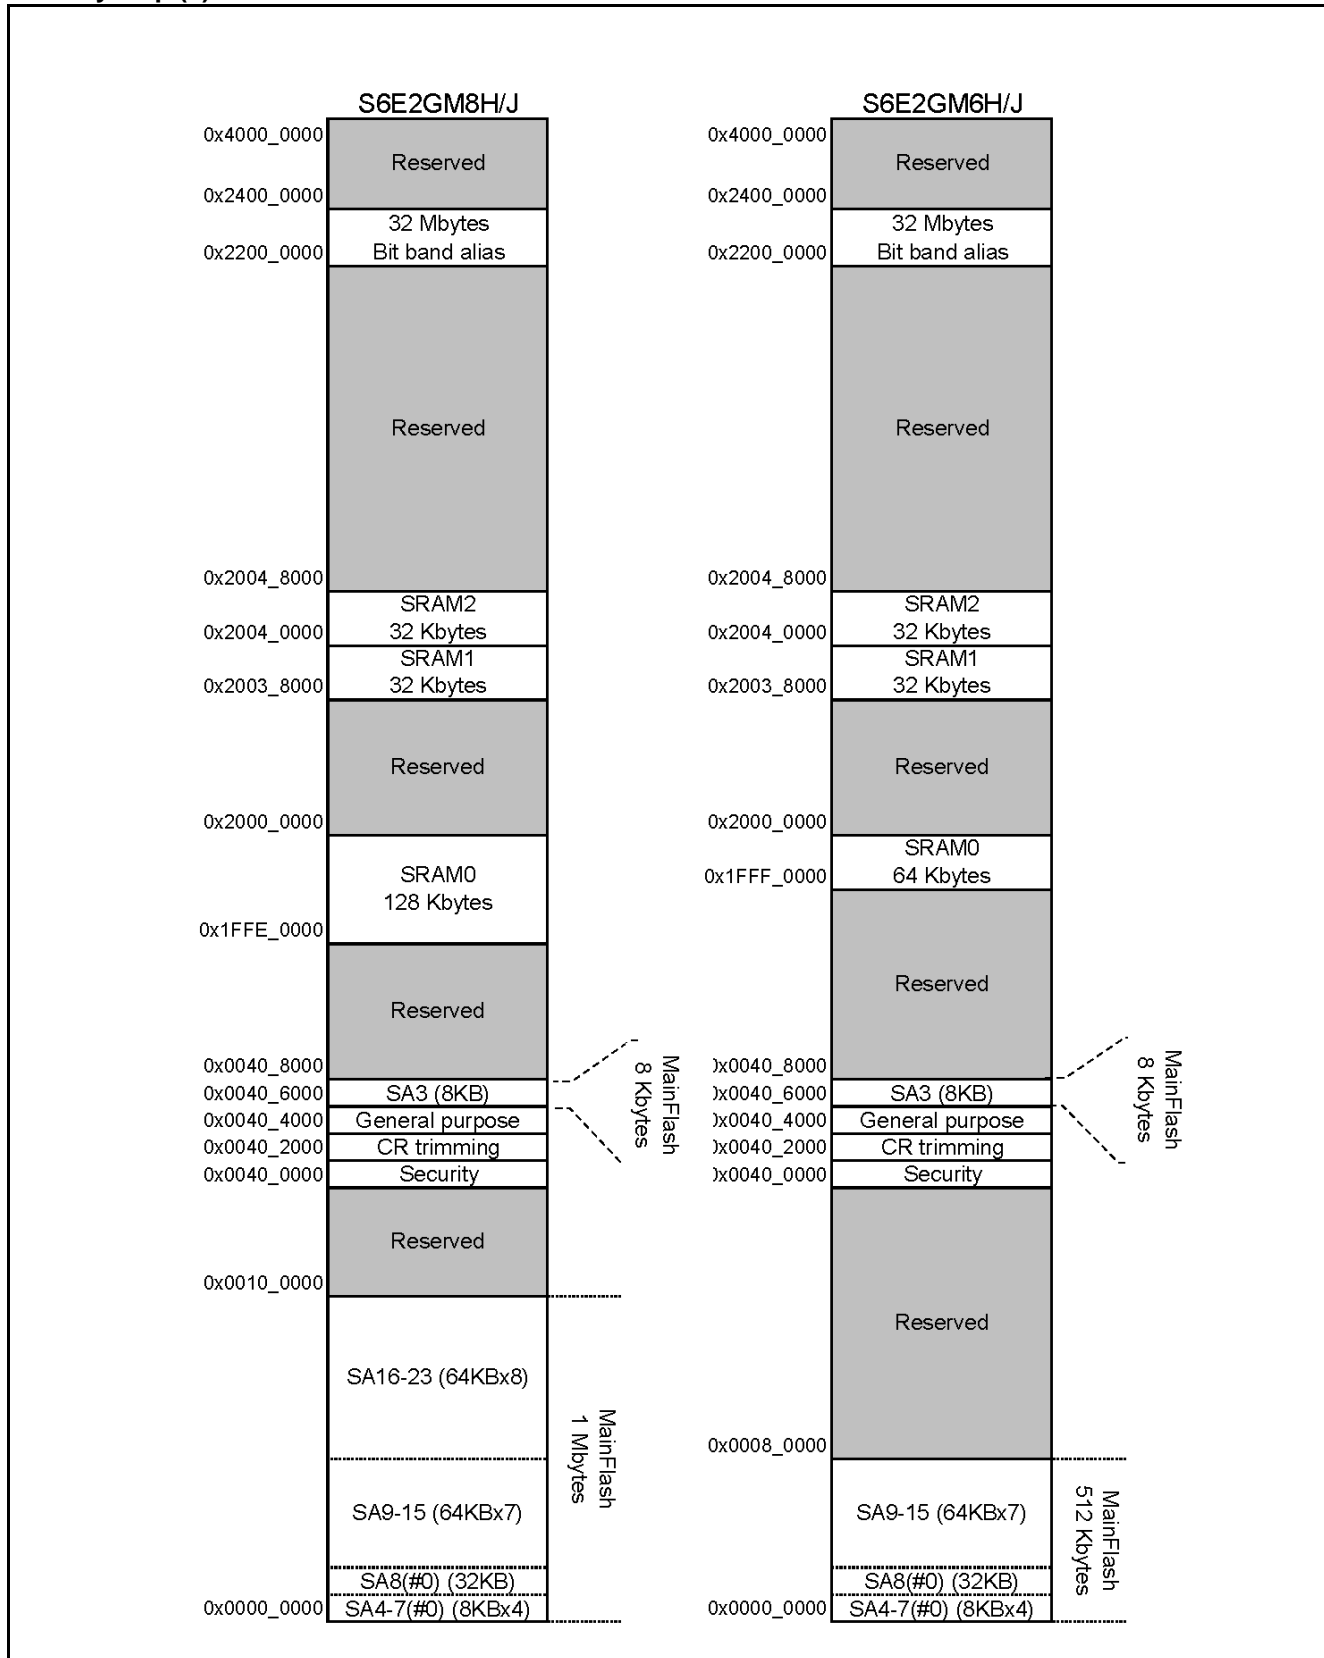 S6E2GM8H/J
0x4000_0000
Reserved
0x2400_0000
32 Mbytes
0x2200_0000 Bit band alias
Reserved
0x2004_8000
SRAM2
0x2004_0000 32 Kbytes
SRAM1
0x2003_8000 32 Kbytes
Reserved
0x2000_0000
SRAM0
128 Kbytes
0x1FFE_0000
Reserved
0x0040_8000
0x0040_6000 SA3 (8KB)
0x0040_4000 General purpose
0x0040_2000 CR trimming
0x0040_0000 Security
MainFlash
8 Kbytes
Reserved
0x0010_0000
SA16-23 (64KBx8)
MainFlash
1 Mbytes
SA9-15 (64KBx7)
SA8(#0) (32KB)
0x0000_0000 SA4-7(#0) (8KBx4)
S6E2GM6H/J
0x4000_0000
Reserved
0x2400_0000
32 Mbytes
0x2200_0000 Bit band alias
Reserved
0x2004_8000
SRAM2
0x2004_0000 32 Kbytes
SRAM1
0x2003_8000 32 Kbytes
Reserved
0x2000_0000
SRAM0
0x1FFF_0000 64 Kbytes
Reserved
0x0040_8000
0x0040_6000 SA3 (8KB)
0x0040_4000 General purpose
0x0040_2000 CR trimming
0x0040_0000 Security
MainFlash
8 Kbytes
Reserved
0x0008_0000
SA9-15 (64KBx7)
MainFlash
512 Kbytes
SA8(#0) (32KB)
0x0000_0000 SA4-7(#0) (8KBx4)